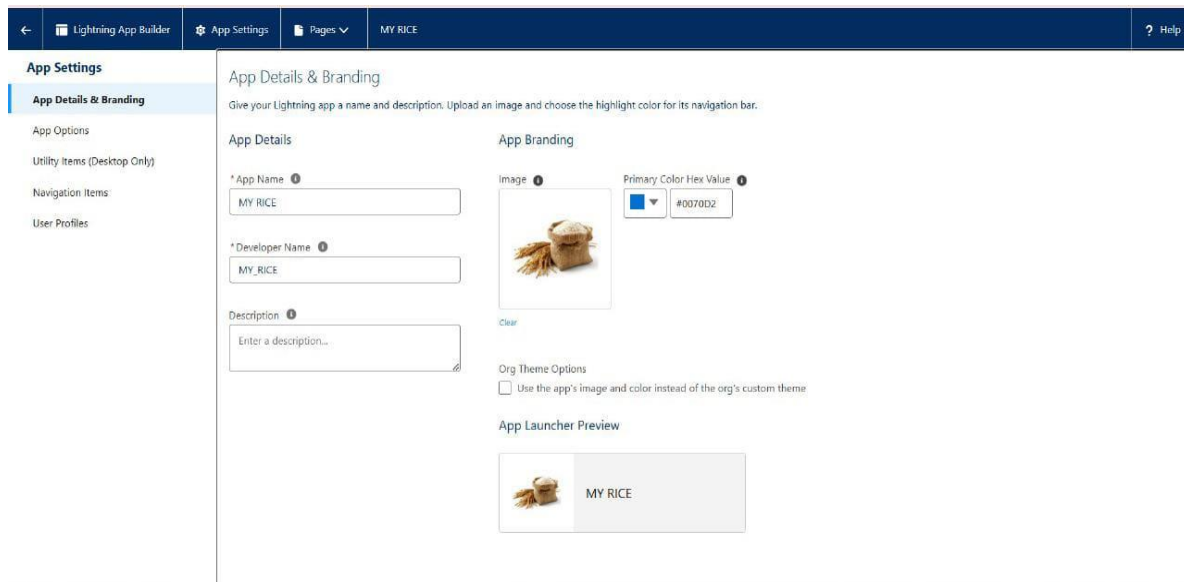 Lightning App Builder App Settings Pages MY RICE ? Help
App Settings
App Details & Branding
App Options
Utility Items (Desktop Only)
Navigation Items
User Profiles
App Details & Branding
Give your Lightning app a name and description. Upload an image and choose the highlight color for its navigation bar.
App Details
*App Name
MY RICE
*Developer Name
MY_RICE
Description
Enter a description...
App Branding
Image Primary Color Hex Value
#0070D2
Clear
Org Theme Options
Use the app's image and color instead of the org's custom theme
App Launcher Preview
MY RICE